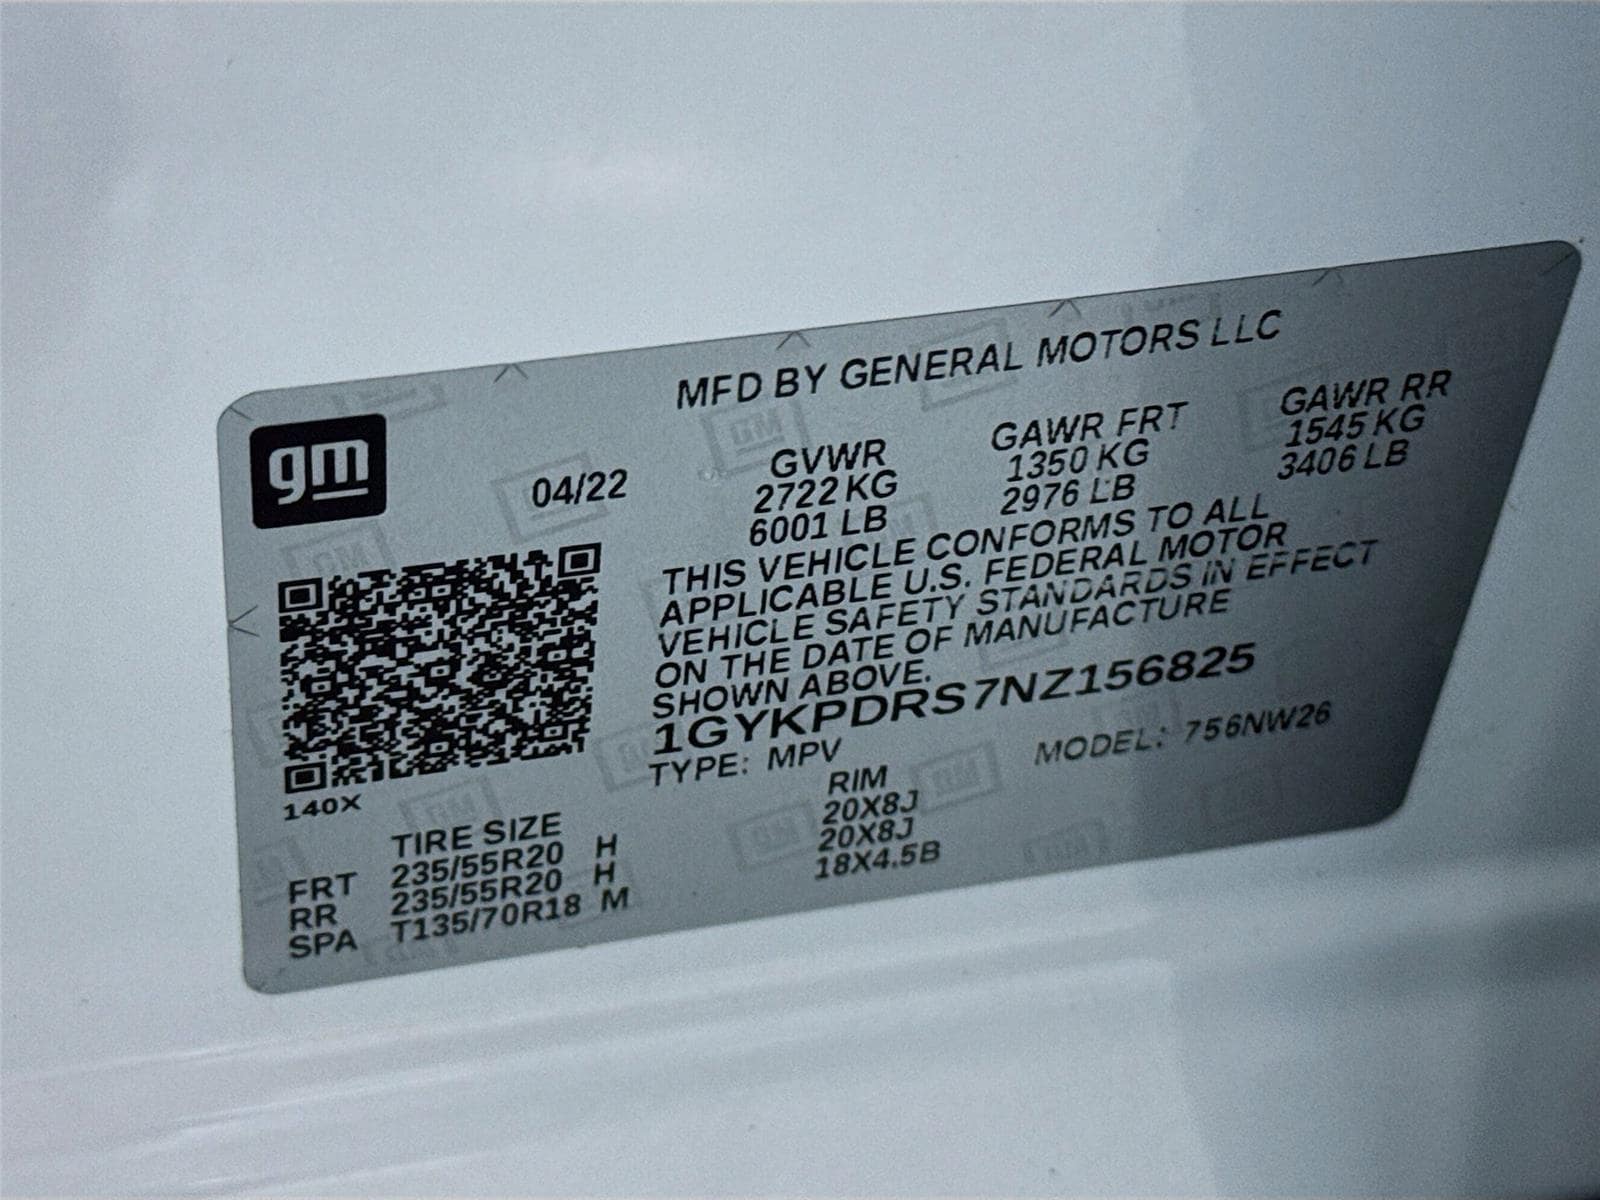 MFD BY GENERAL MOTORS LLC
gm
04/22
GVWR GAWR FRT GAWR RR
2722 KG 1350 KG 1545 KG
6001 LB 2976 LB 3406 LB
THIS VEHICLE CONFORMS TO ALL
APPLICABLE U.S. FEDERAL MOTOR
VEHICLE SAFETY STANDARDS IN EFFECT
ON THE DATE OF MANUFACTURE
SHOWN ABOVE.
1GYKPDRS7NZ156825
TYPE: MPV MODEL: 756NW26
140X
TIRE SIZE RIM
FRT 235/55R20 H 20X8J
RR 235/55R20 H 20X8J
SPA T135/70R18 M 18X4.5B